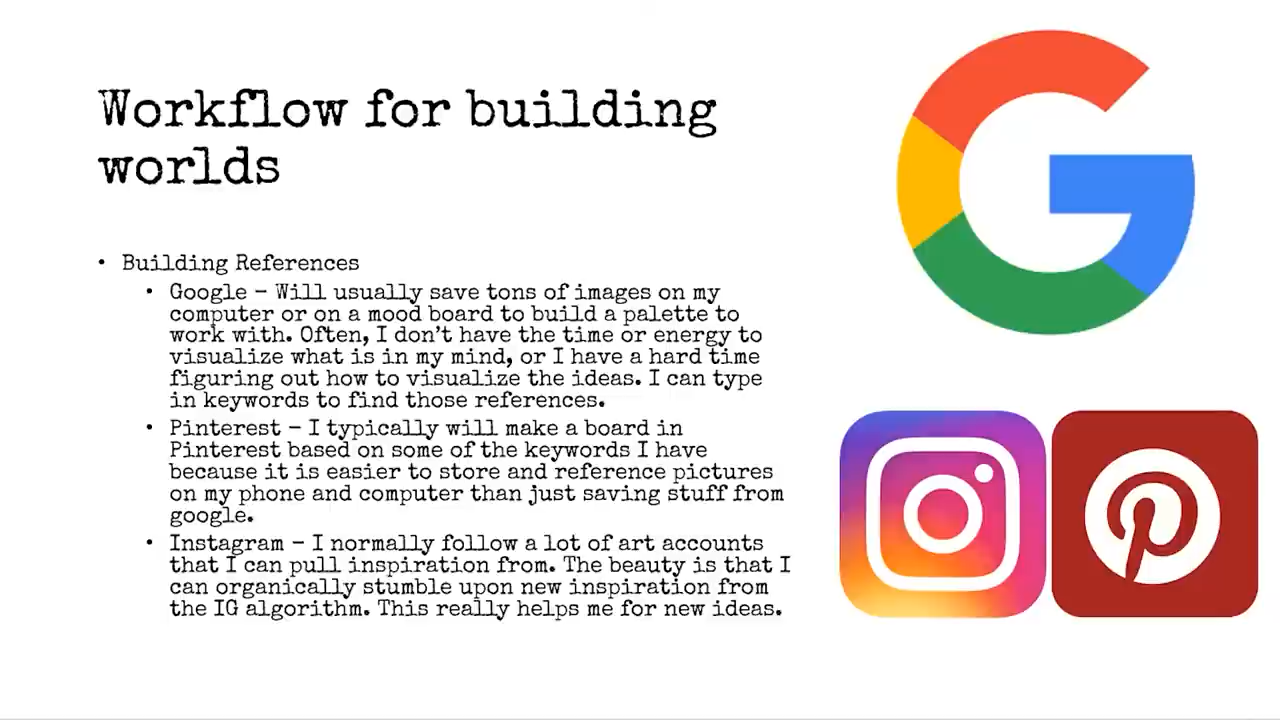 Workflow for building
worlds
• Building References
• Google – Will usually save tons of images on my
computer or on a mood board to build a palette to
work with. Often, I don't have the time or energy to
visualize what is in my mind, or I have a hard time
figuring out how to visualize the ideas. I can type
in keywords to find those references.
• Pinterest – I typically will make a board in
Pinterest based on some of the keywords I have
because it is easier to store and reference pictures
on my phone and computer than just saving stuff from
google.
• Instagram – I normally follow a lot of art accounts
that I can pull inspiration from. The beauty is that I
can organically stumble upon new inspiration from
the IG algorithm. This really helps me for new ideas.